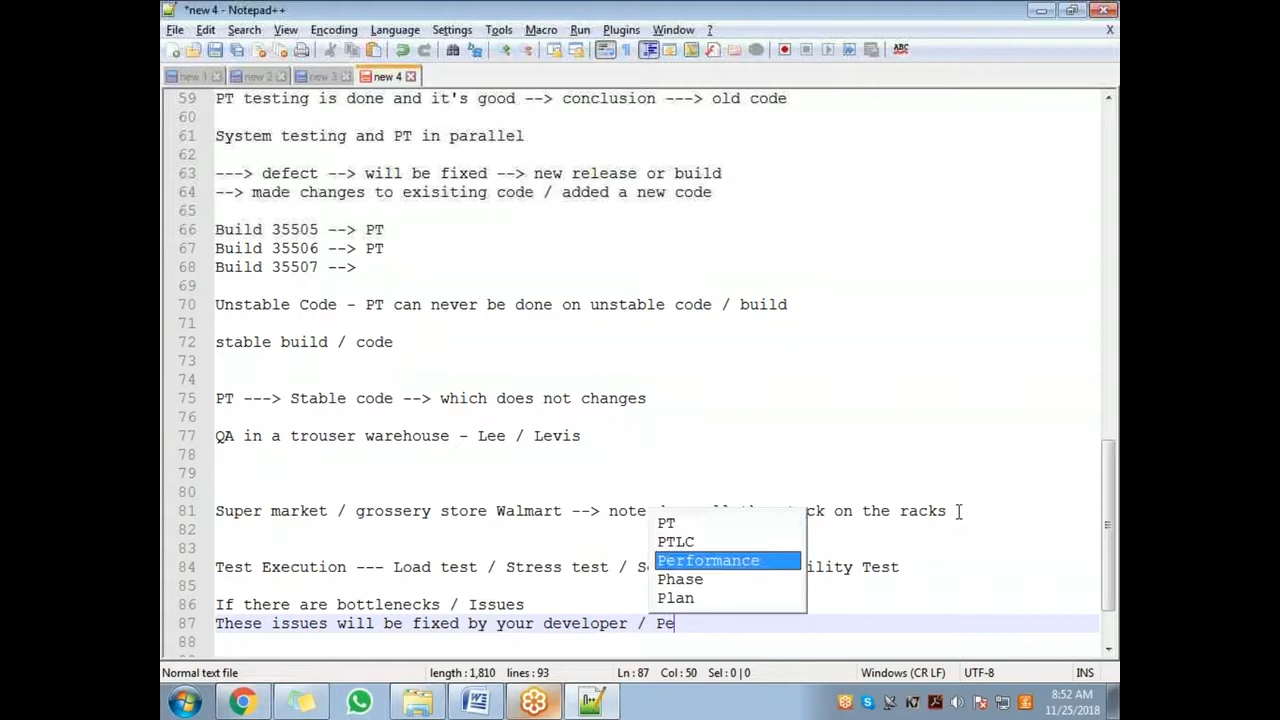 *new 4 - Notepad++
File Edit Search View Encoding Language Settings Tools Macro Run Plugins Window ? X
new 1 new 2 new 3 new 4
59 PT testing is done and it's good --> conclusion ---> old code
60
61 System testing and PT in parallel
62
63 ---> defect --> will be fixed --> new release or build
64 --> made changes to exisiting code / added a new code
65
66 Build 35505 --> PT
67 Build 35506 --> PT
68 Build 35507 -->
69
70 Unstable Code - PT can never be done on unstable code / build
71
72 stable build / code
73
74
75 PT ---> Stable code --> which does not changes
76
77 QA in a trouser warehouse - Lee / Levis
78
79
80
81 Super market / grossery store Walmart --> note on the racks
82
83
84 Test Execution --- Load test / Stress test / Test
85
86 If there are bottlenecks / Issues
87 These issues will be fixed by your developer / Pe
88
PT
PTLC
Performance
Phase
Plan
Normal text file length : 1,810 lines : 93 Ln : 87 Col : 50 Sel : 0 | 0 Windows (CR LF) UTF-8 INS
8:52 AM
11/25/2018